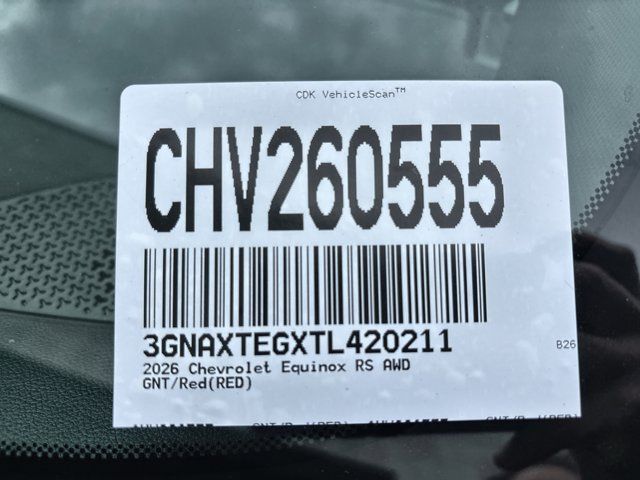 CDK VehicleScan™
CHV260555
3GNAXTEGXTL420211
2026 Chevrolet Equinox RS AWD
GNT/Red(RED)
B26